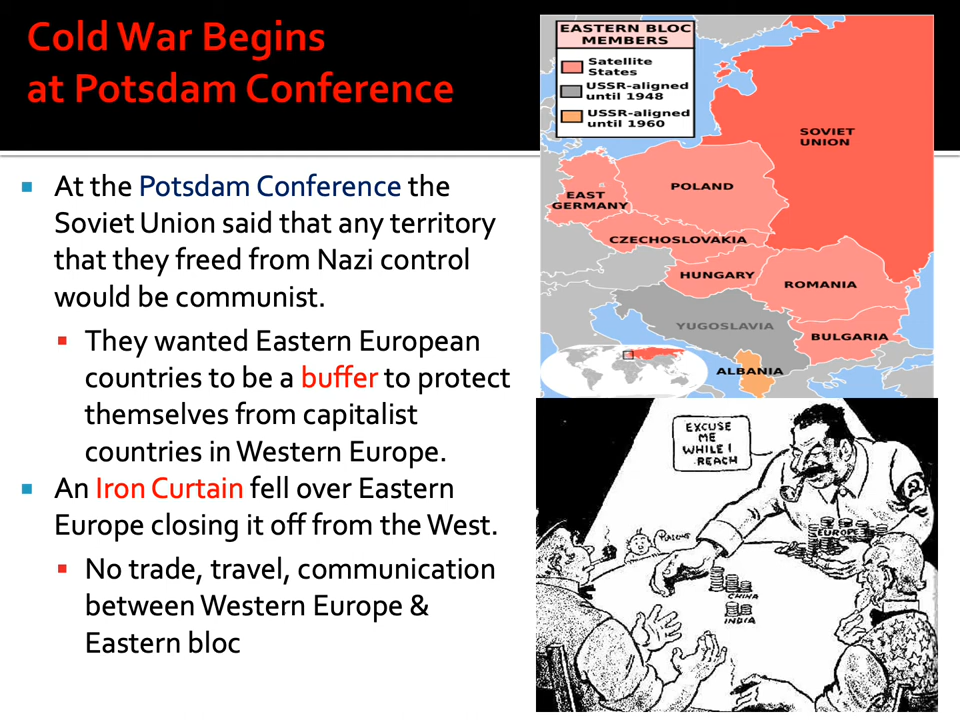 Cold War Begins
at Potsdam Conference
▪ At the Potsdam Conference the
Soviet Union said that any territory
that they freed from Nazi control
would be communist.
▪ They wanted Eastern European
countries to be a buffer to protect
themselves from capitalist
countries in Western Europe.
▪ An Iron Curtain fell over Eastern
Europe closing it off from the West.
▪ No trade, travel, communication
between Western Europe &
Eastern bloc
EASTERN BLOC
MEMBERS
Satellite
States
USSR-aligned
until 1948
USSR-aligned
until 1960
SOVIET
UNION
POLAND
EAST
GERMANY
CZECHOSLOVAKIA
HUNGARY
ROMANIA
YUGOSLAVIA
BULGARIA
ALBANIA
EXCUSE
ME
WHILE I
REACH
EUROPE
CHINA
INDIA